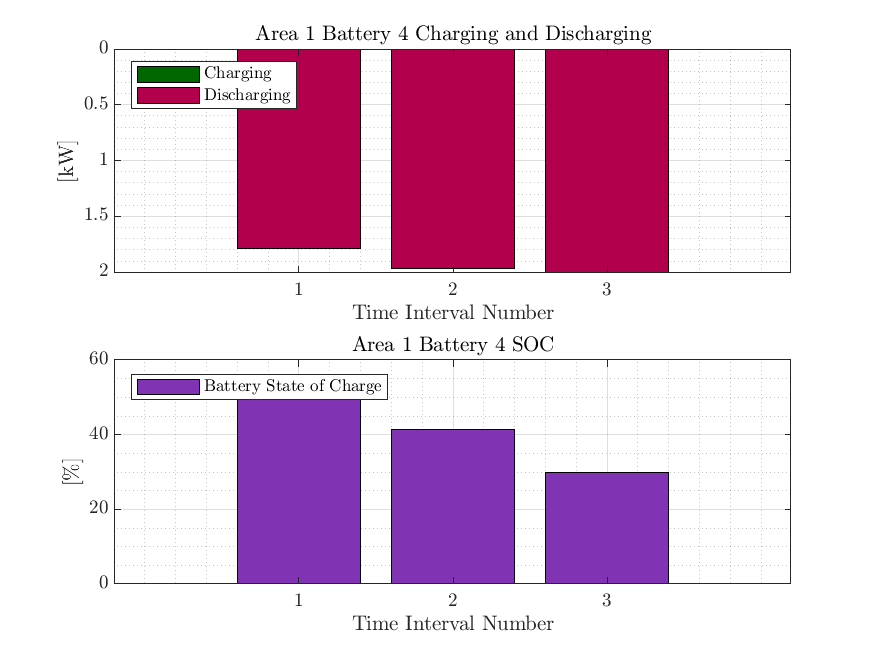 Area 1 Battery 4 Charging and Discharging
0
Charging
Discharging
0.5
[kW]
1
1.5
2
1 2 3
Time Interval Number
Area 1 Battery 4 SOC
60
Battery State of Charge
40
[%]
20
0
1 2 3
Time Interval Number